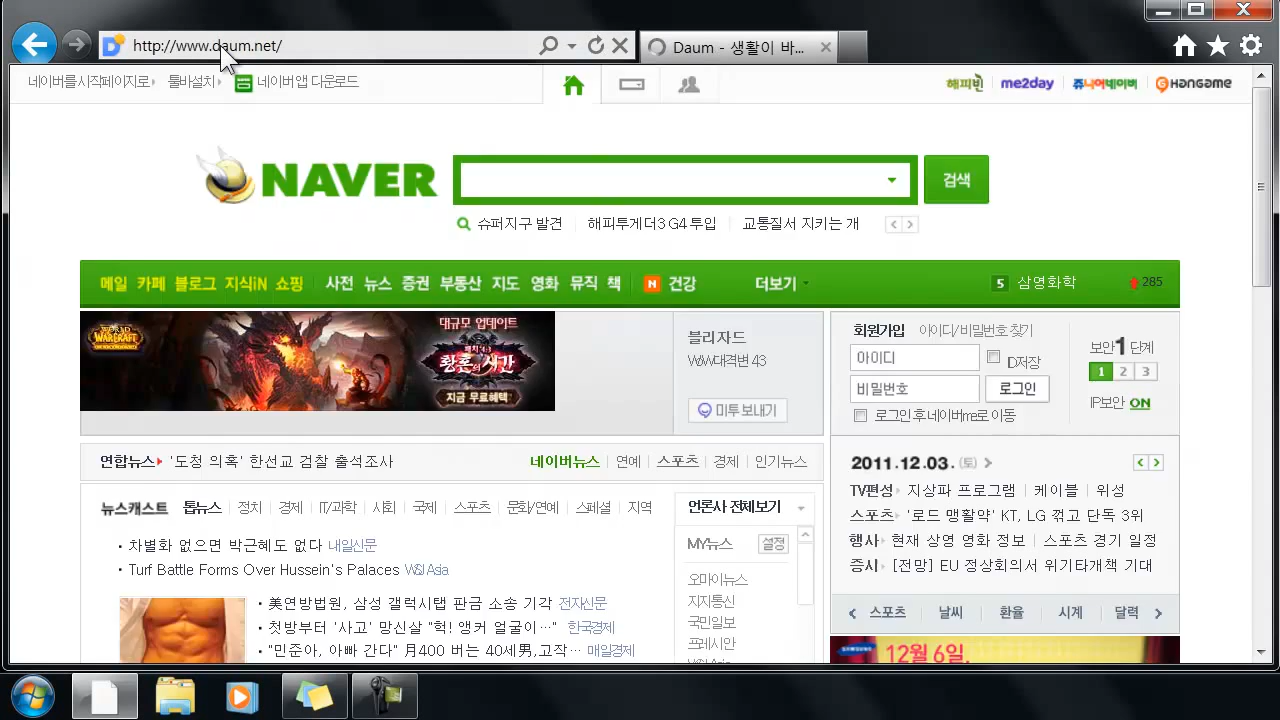 http://www.daum.net/
Daum - 생활이 바...
네이버를시작페이지로 툴바설치 네이버앱 다운로드
해피빈 me2day 쥬니어네이버 HANGAME
NAVER 검색
슈퍼지구 발견 해피투게더3 G4 투입 교통질서 지키는 개
메일 카페 블로그 지식iN 쇼핑 사전 뉴스 증권 부동산 지도 영화 뮤직 책 N 건강 더보기 5 삼영화학 285
WORLD WARCRAFT
대규모 업데이트
황혼의 시간
지금 무료혜택
블리자드
WoW대격변 4.3
미투 보내기
회원가입 아이디/비밀번호 찾기
아이디 ID저장
비밀번호 로그인
로그인 후 네이버me로 이동
보안1단계
1 2 3
IP보안 ON
연합뉴스 '도청 의혹' 한선교 검찰 출석조사
네이버뉴스 연예 스포츠 경제 인기뉴스
뉴스캐스트 톱뉴스 정치 경제 IT/과학 사회 국제 스포츠 문화/연예 스페셜 지역
· 차별화 없으면 박근혜도 없다 내일신문
· Turf Battle Forms Over Hussein's Palaces WSJ Asia
· 美연방법원, 삼성 갤럭시탭 판금 소송 기각 전자신문
· 첫방부터 '사고' 망신살 "헉! 앵커 얼굴이…" 한국경제
· "민준아, 아빠 간다" 月400 버는 40세男, 고작… 매일경제
언론사 전체보기
MY뉴스 설정
오마이뉴스
지지통신
국민일보
프레시안
WSJ Asia
2011.12.03. (토)
TV편성 지상파 프로그램 케이블 위성
스포츠 '로드 맹활약' KT, LG 꺾고 단독 3위
행사 현재 상영 영화 정보 스포츠 경기 일정
증시 [전망] EU 정상회의서 위기타개책 기대
스포츠 날씨 환율 시계 달력
12월 6일,